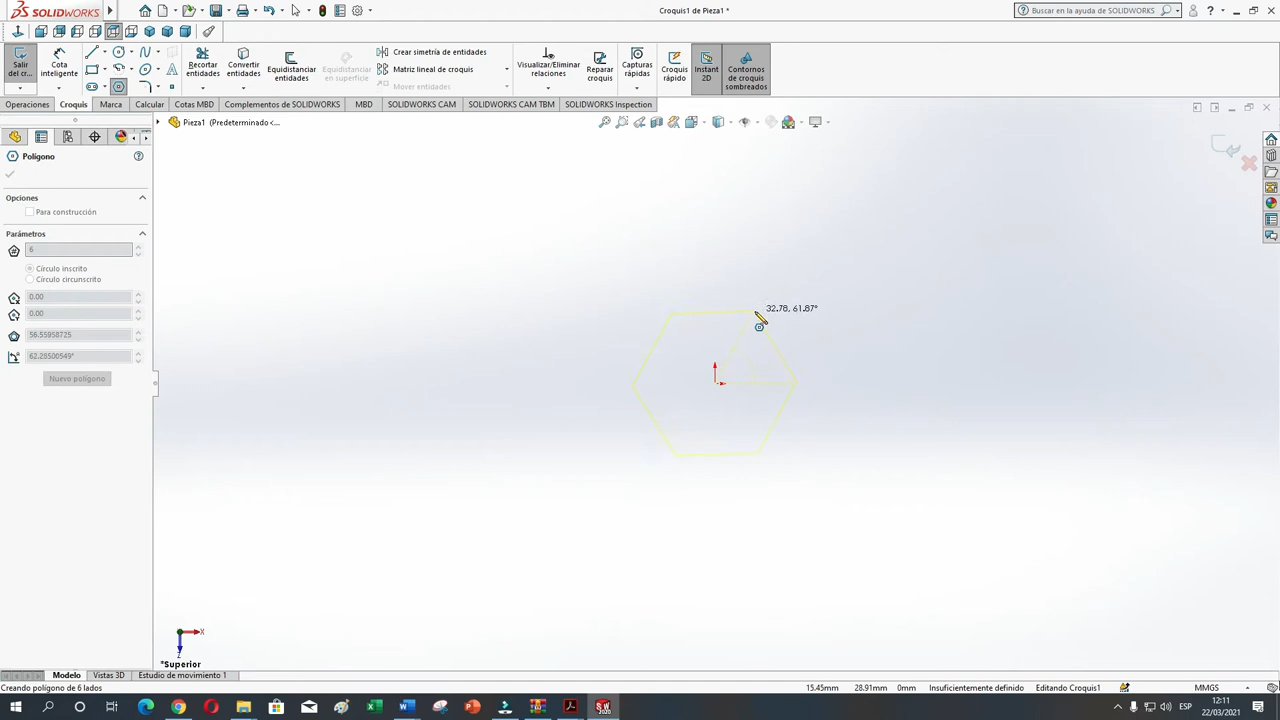 SOLIDWORKS
Croquis1 de Pieza1 *
Buscar en la ayuda de SOLIDWORKS
Salir del cr...
Cota inteligente
Recortar entidades
Convertir entidades
Equidistanciar entidades
Equidistanciar en superficie
Crear simetría de entidades
Matriz lineal de croquis
Mover entidades
Visualizar/Eliminar relaciones
Reparar croquis
Capturas rápidas
Croquis rápido
Instant 2D
Contornos de croquis sombreados
Operaciones
Croquis
Marca
Calcular
Cotas MBD
Complementos de SOLIDWORKS
MBD
SOLIDWORKS CAM
SOLIDWORKS CAM TBM
SOLIDWORKS Inspection
Pieza1 (Predeterminado<...
Polígono
Opciones
Para construcción
Parámetros
6
Círculo inscrito
Círculo circunscrito
0.00
0.00
56.55958725
62.28500549°
Nuevo polígono
32.78, 61.87°
X
Z
*Superior
Modelo
Vistas 3D
Estudio de movimiento 1
Creando polígono de 6 lados
15.45mm
28.91mm
0mm
Insuficientemente definido
Editando Croquis1
MMGS
ESP
12:11
22/03/2021